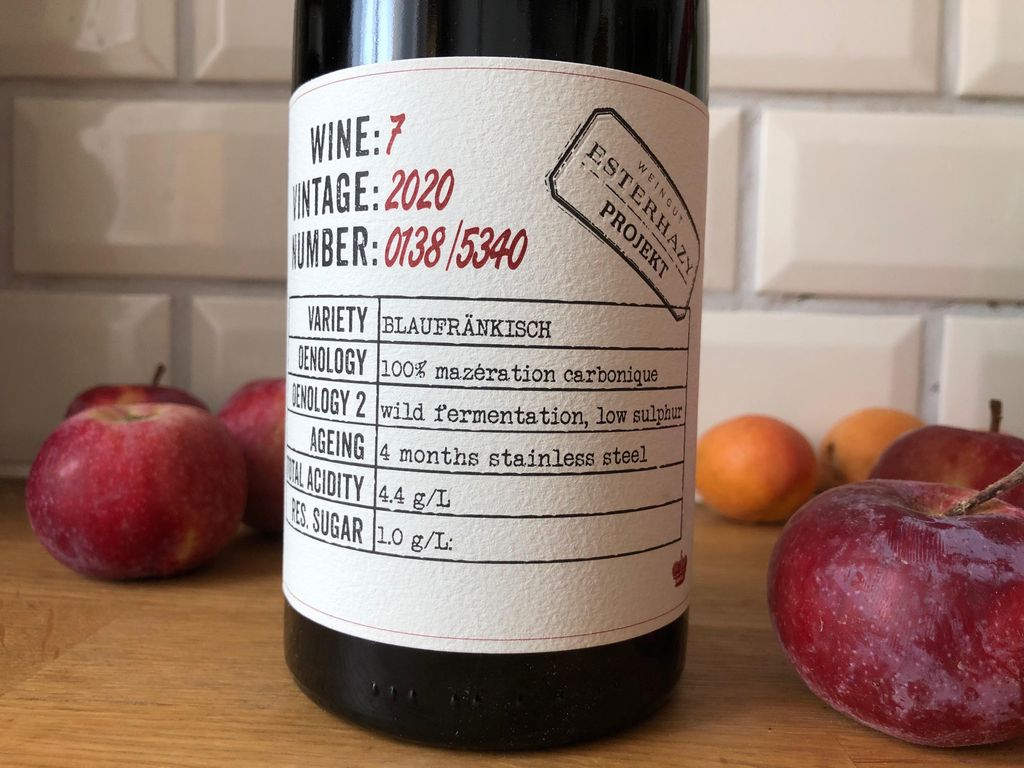 WINE: 7
VINTAGE: 2020
NUMBER: 0138/5340
WEINGUT
ESTERHAZY
PROJEKT
VARIETY BLAUFRÄNKISCH
OENOLOGY 100% mazération carbonique
OENOLOGY 2 wild fermentation, low sulphur
AGEING 4 months stainless steel
TOTAL ACIDITY 4.4 g/L
RES. SUGAR 1.0 g/L: